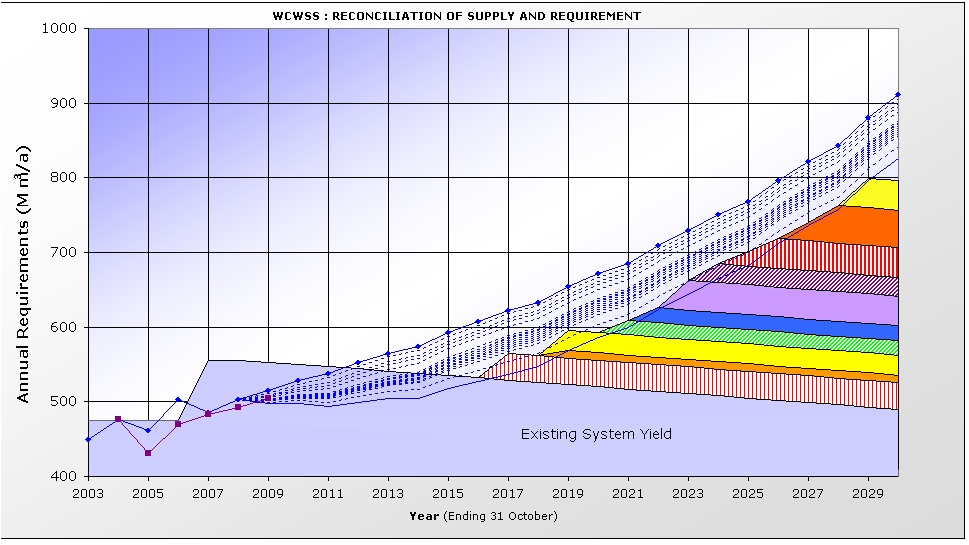 WCWSS : RECONCILIATION OF SUPPLY AND REQUIREMENT
1000
900
800
700
600
500
400
Annual Requirements (M m³/a)
Existing System Yield
2003 2005 2007 2009 2011 2013 2015 2017 2019 2021 2023 2025 2027 2029
Year (Ending 31 October)